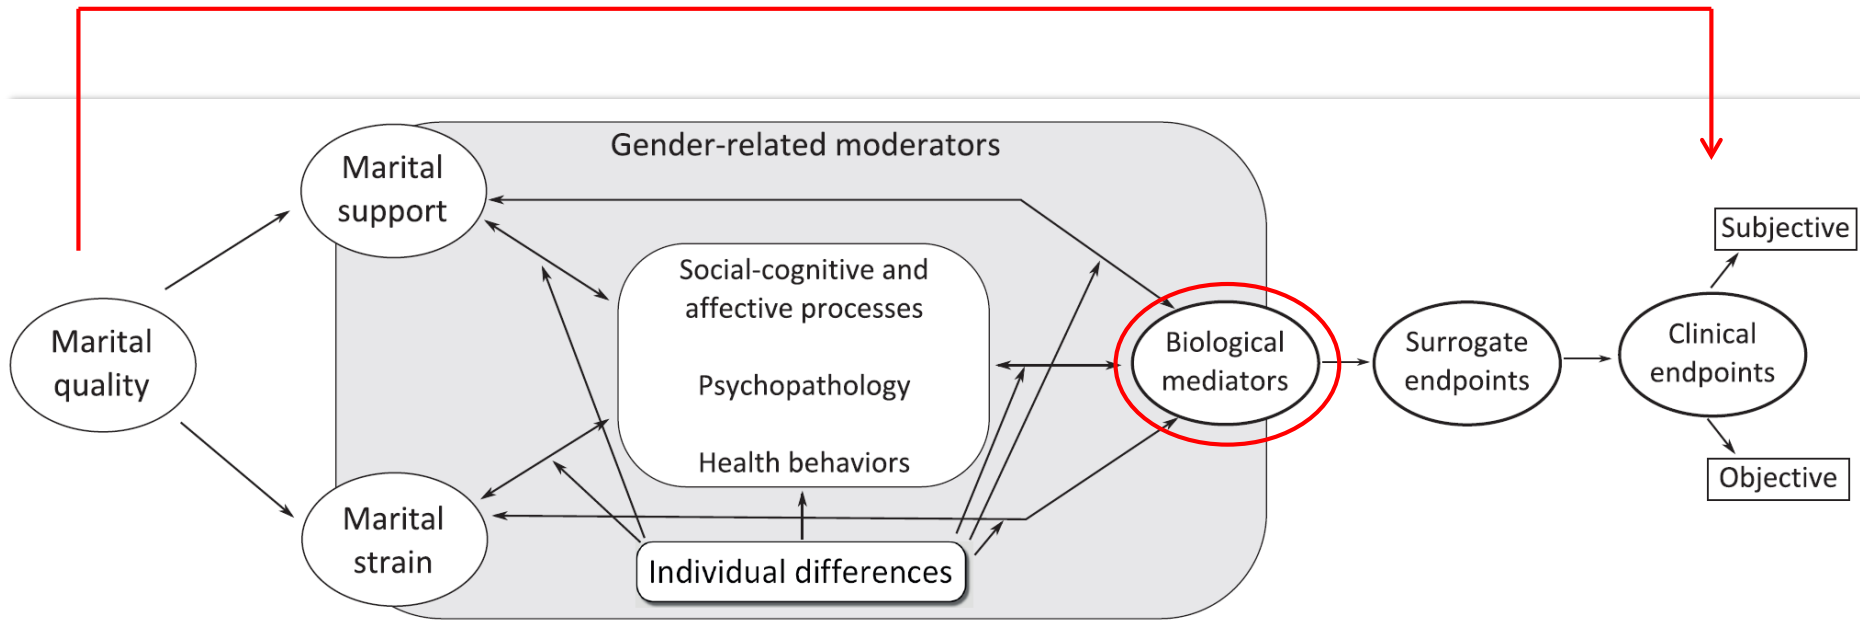 Gender-related moderators
Marital
support
Marital
quality
Marital
strain
Social-cognitive and
affective processes
Psychopathology
Health behaviors
Individual differences
Biological
mediators
Surrogate
endpoints
Clinical
endpoints
Subjective
Objective